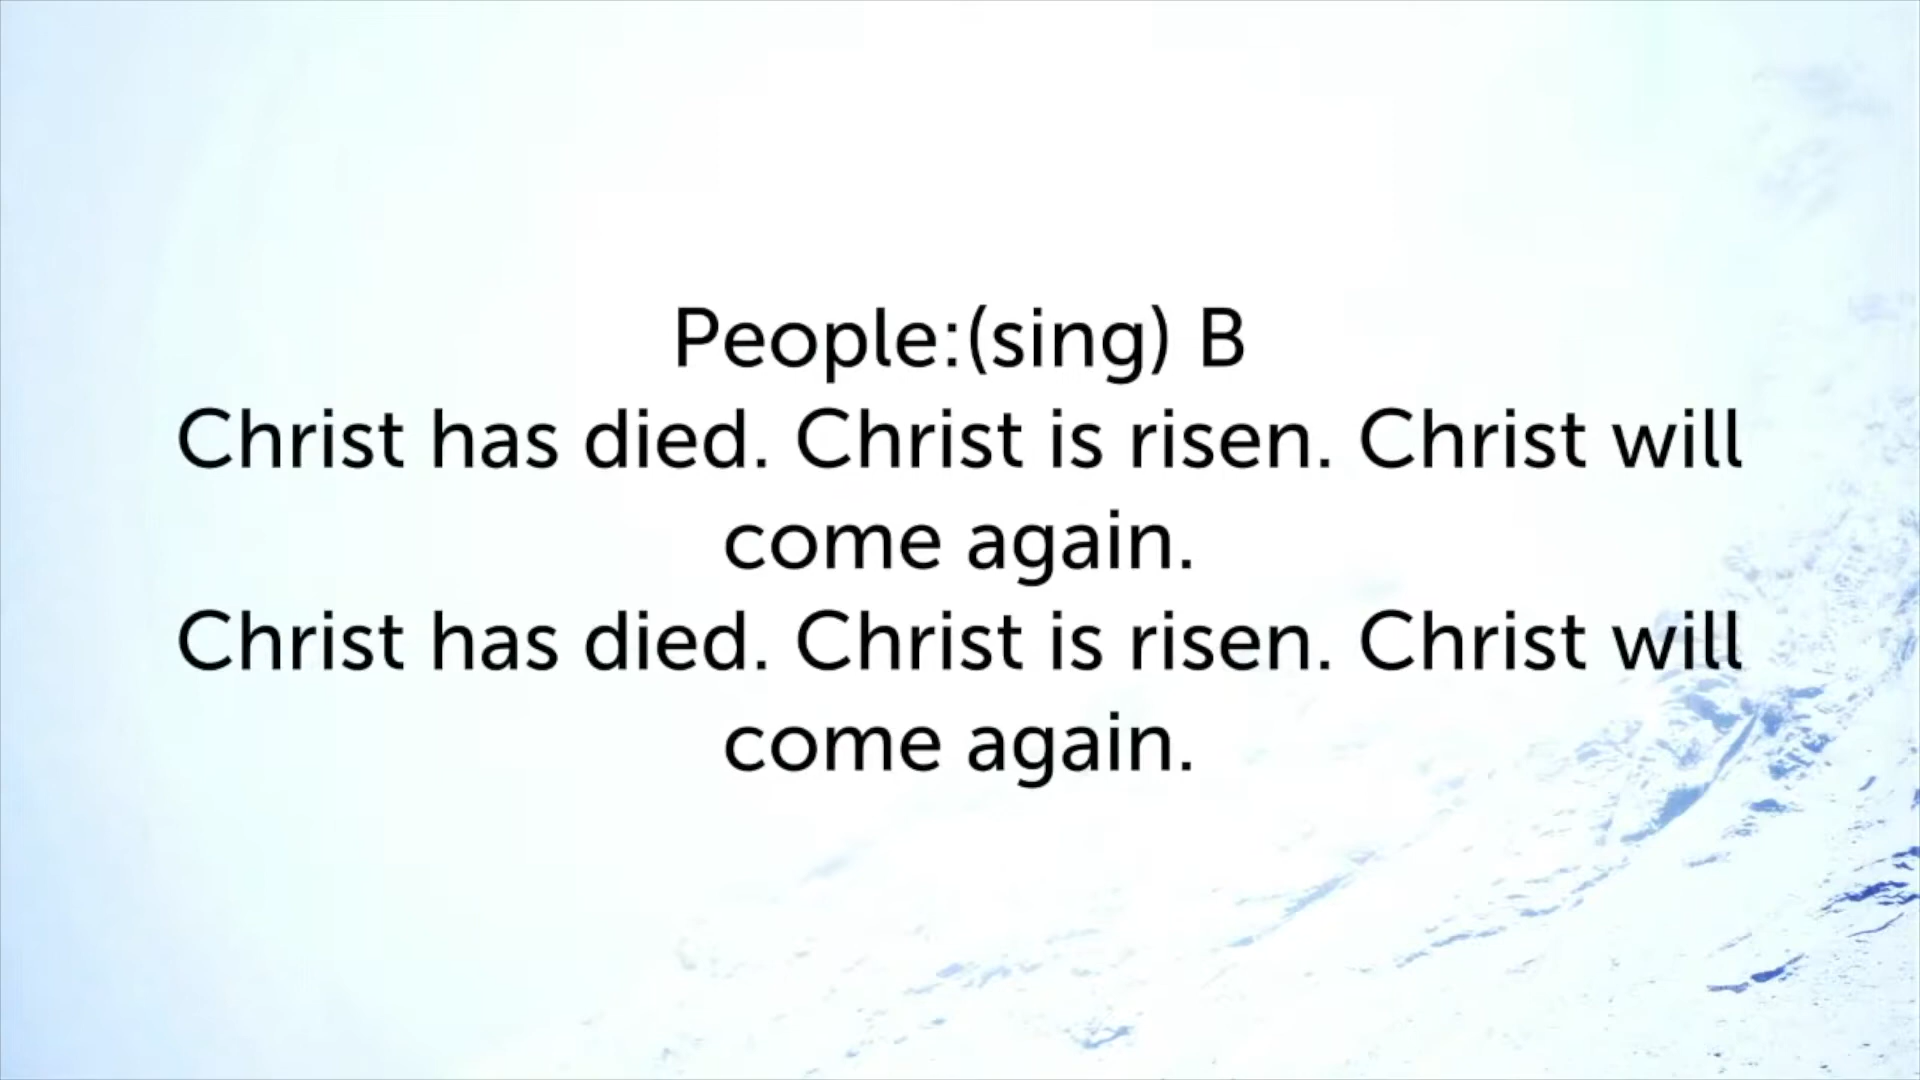 People:(sing) B
Christ has died. Christ is risen. Christ will
come again.
Christ has died. Christ is risen. Christ will
come again.